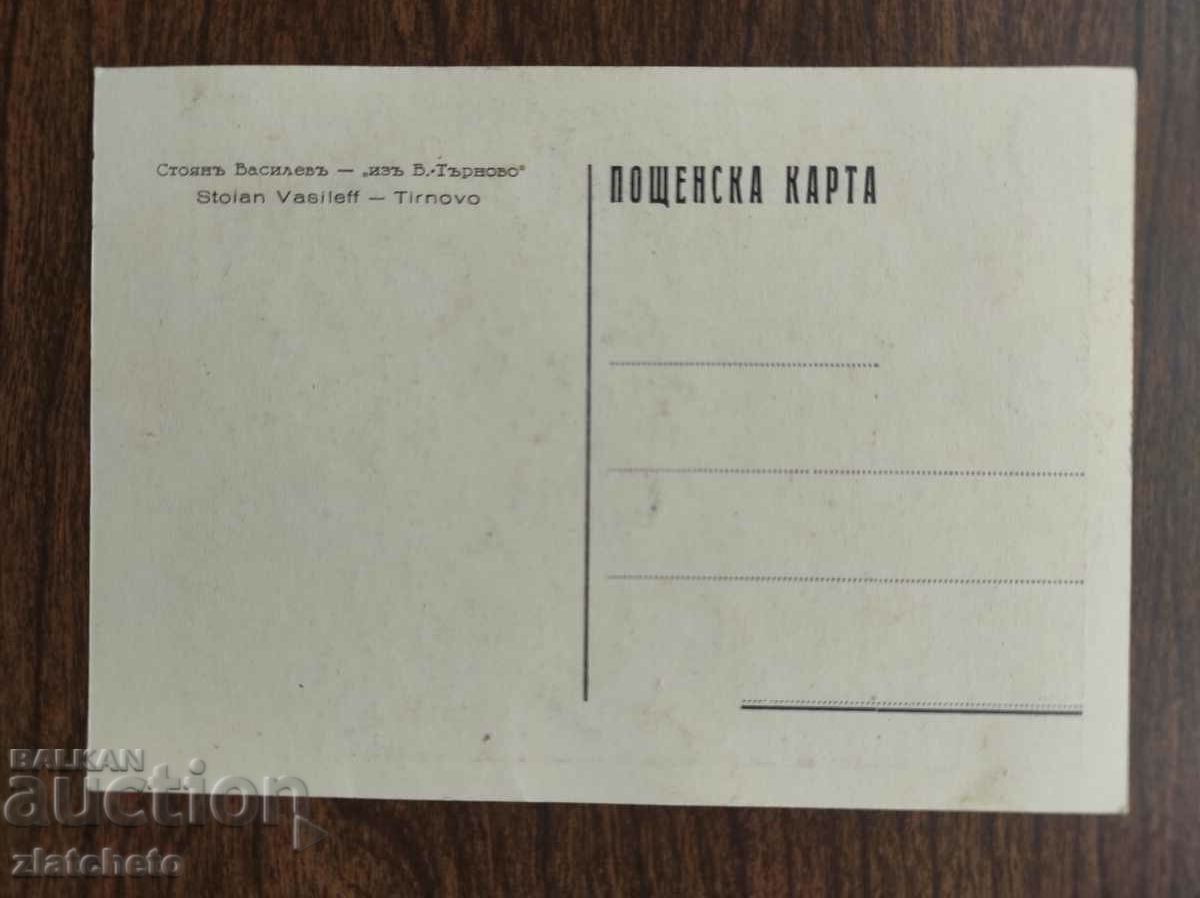 Стоянъ Василевъ — „изъ В.-Търново"
Stoian Vasileff — Tirnovo
ПОЩЕНСКА КАРТА
BALKAN
auction
zlatcheto